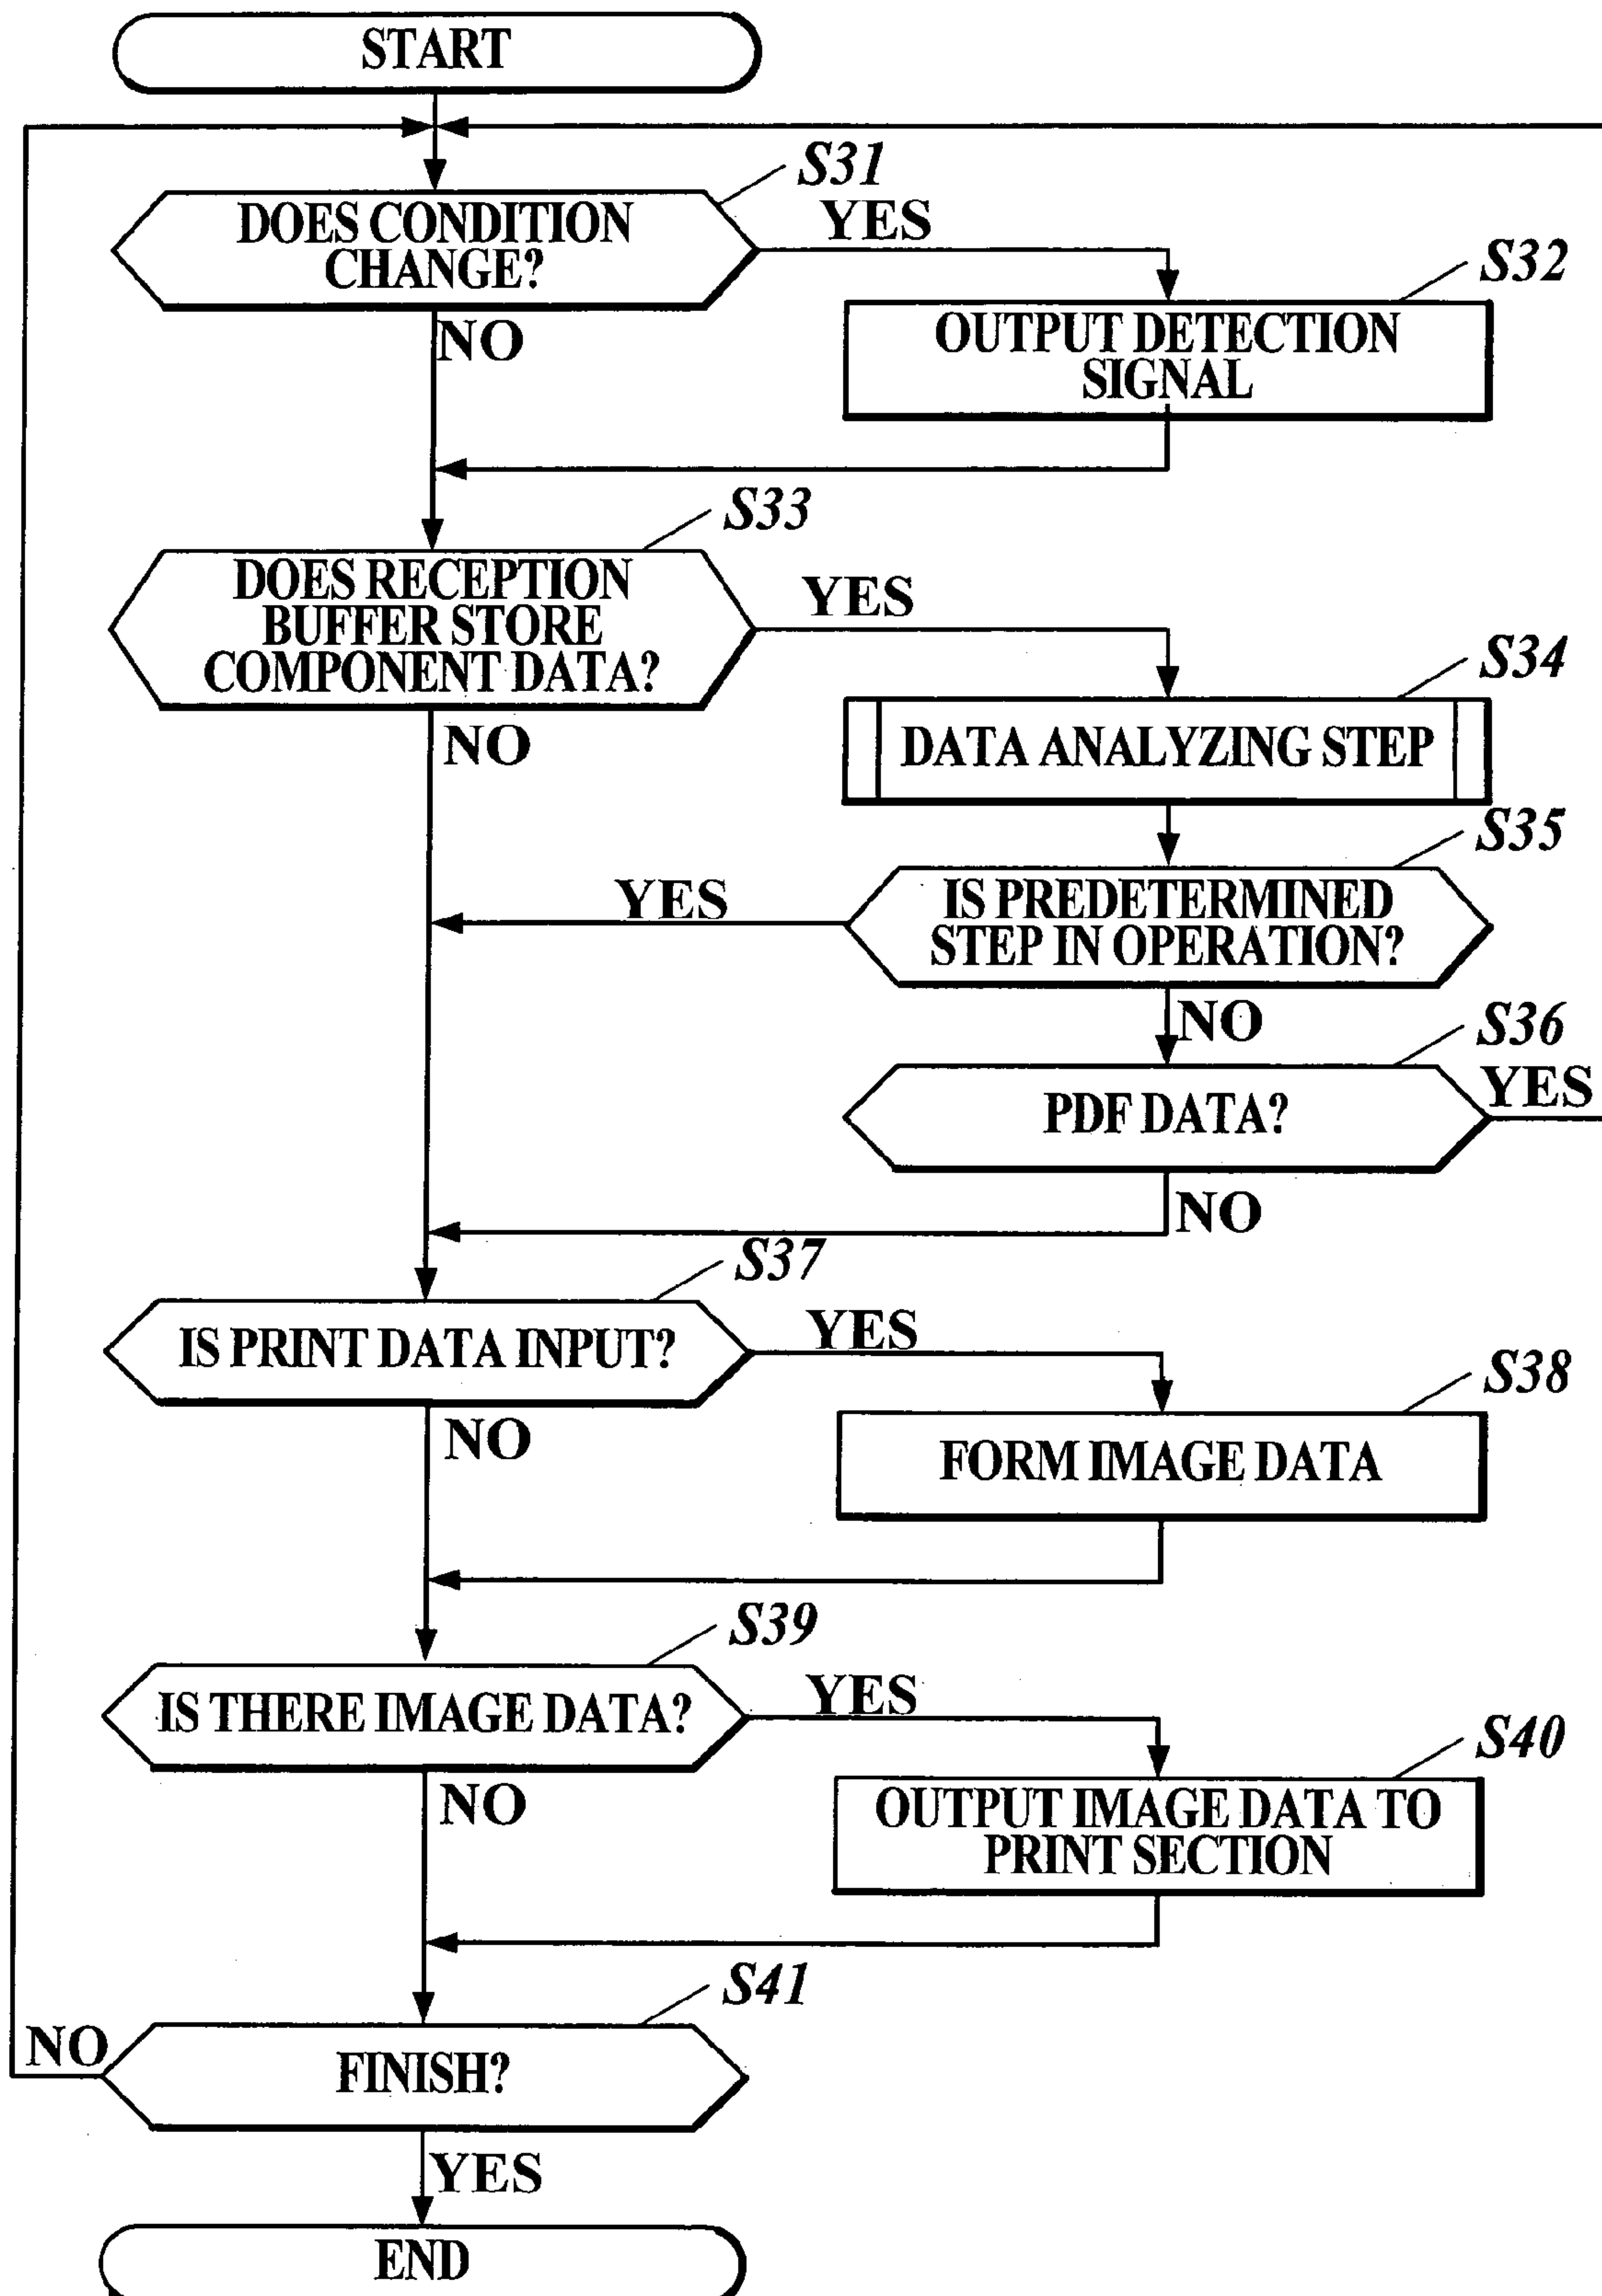 START
S31
DOES CONDITION
CHANGE?
YES
NO
S32
OUTPUT DETECTION
SIGNAL
S33
DOES RECEPTION
BUFFER STORE
COMPONENT DATA?
YES
NO
S34
DATA ANALYZING STEP
S35
IS PREDETERMINED
STEP IN OPERATION?
YES
NO
S36
PDF DATA?
YES
NO
S37
IS PRINT DATA INPUT?
YES
NO
S38
FORM IMAGE DATA
S39
IS THERE IMAGE DATA?
YES
NO
S40
OUTPUT IMAGE DATA TO
PRINT SECTION
S41
FINISH?
NO
YES
END